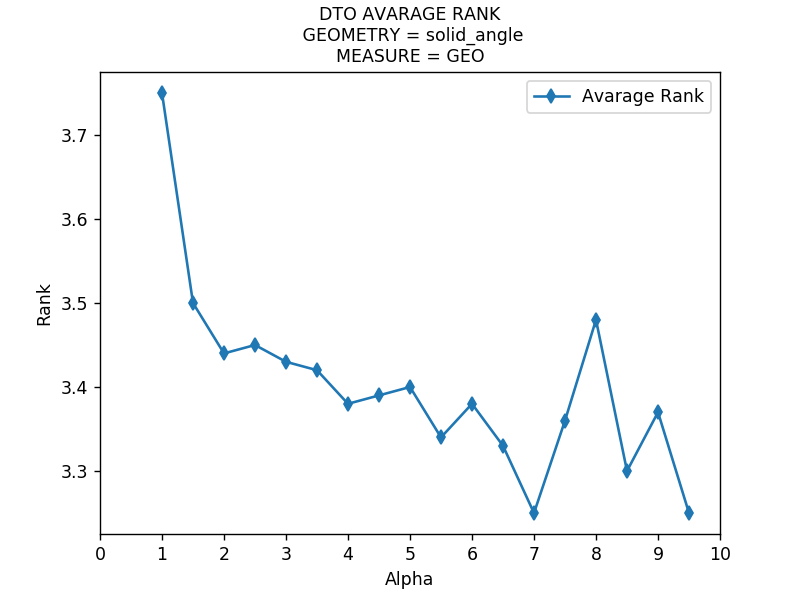 DTO AVARAGE RANK
GEOMETRY = solid_angle
MEASURE = GEO
Avarage Rank
3.7
3.6
3.5
3.4
3.3
Rank
0 1 2 3 4 5 6 7 8 9 10
Alpha